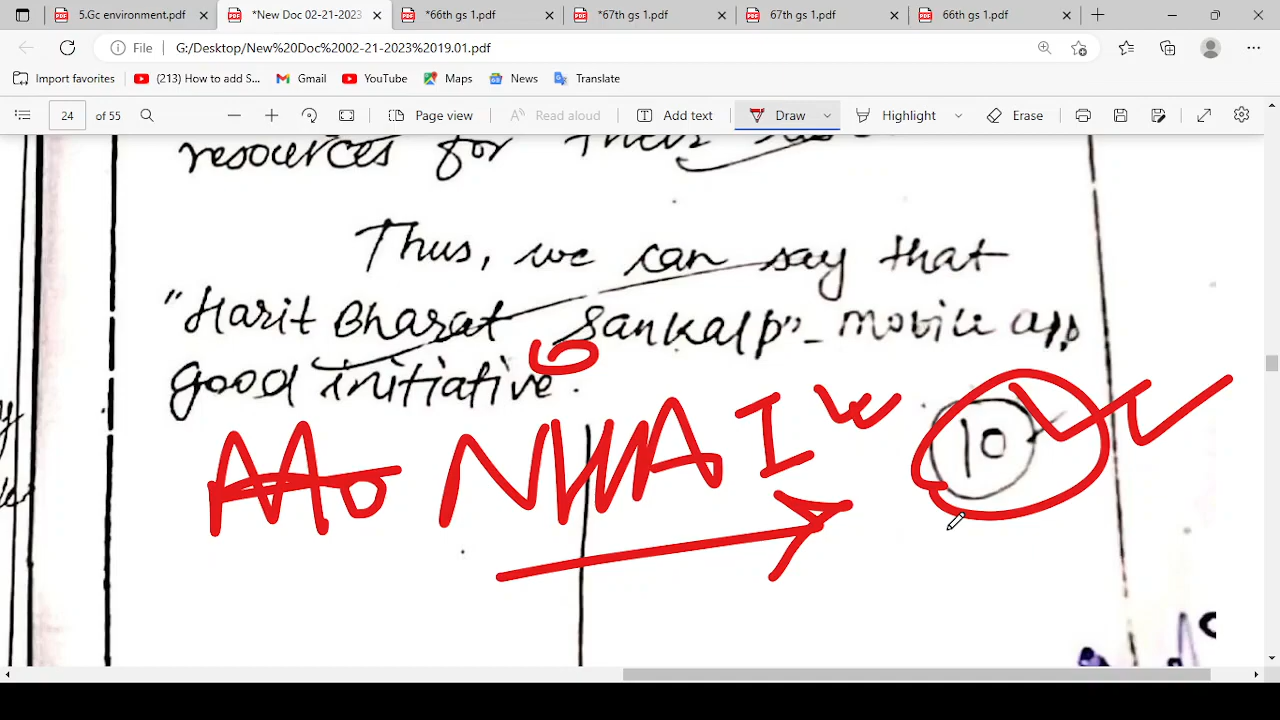 5.Gc environment.pdf
*New Doc 02-21-2023
*66th gs 1.pdf
*67th gs 1.pdf
67th gs 1.pdf
66th gs 1.pdf
File G:/Desktop/New%20Doc%2002-21-2023%2019.01.pdf
Import favorites
(213) How to add S...
Gmail
YouTube
Maps
News
Translate
24 of 55
Page view
Read aloud
Add text
Draw
Highlight
Erase
resources for their
Thus, we can say that
"Harit Bharat Sankalp"- mobile app
good initiative.
NHAI
10